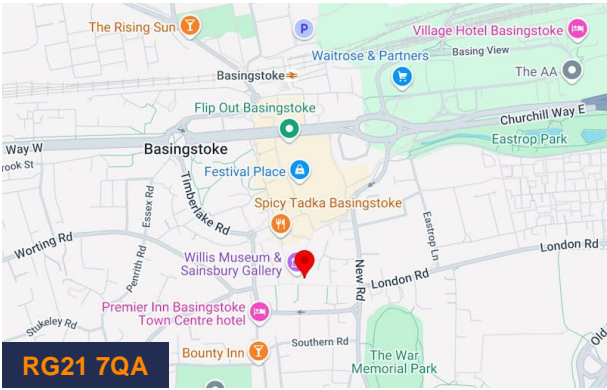 The Rising Sun
P
Village Hotel Basingstoke
Waitrose & Partners
Basing View
Basingstoke
The AA
Flip Out Basingstoke
Churchill Way E
Way W
Eastrop Park
Basingstoke
rook St
Festival Place
Essex Rd
Timberlake Rd
Spicy Tadka Basingstoke
Eastrop Ln
Worting Rd
Penrith Rd
London Rd
Willis Museum &
Sainsbury Gallery
New Rd
London Rd
Premier Inn Basingstoke
Town Centre hotel
Stukeley Rd
Southern Rd
Old
Bounty Inn
The War
Memorial Park
RG21 7QA